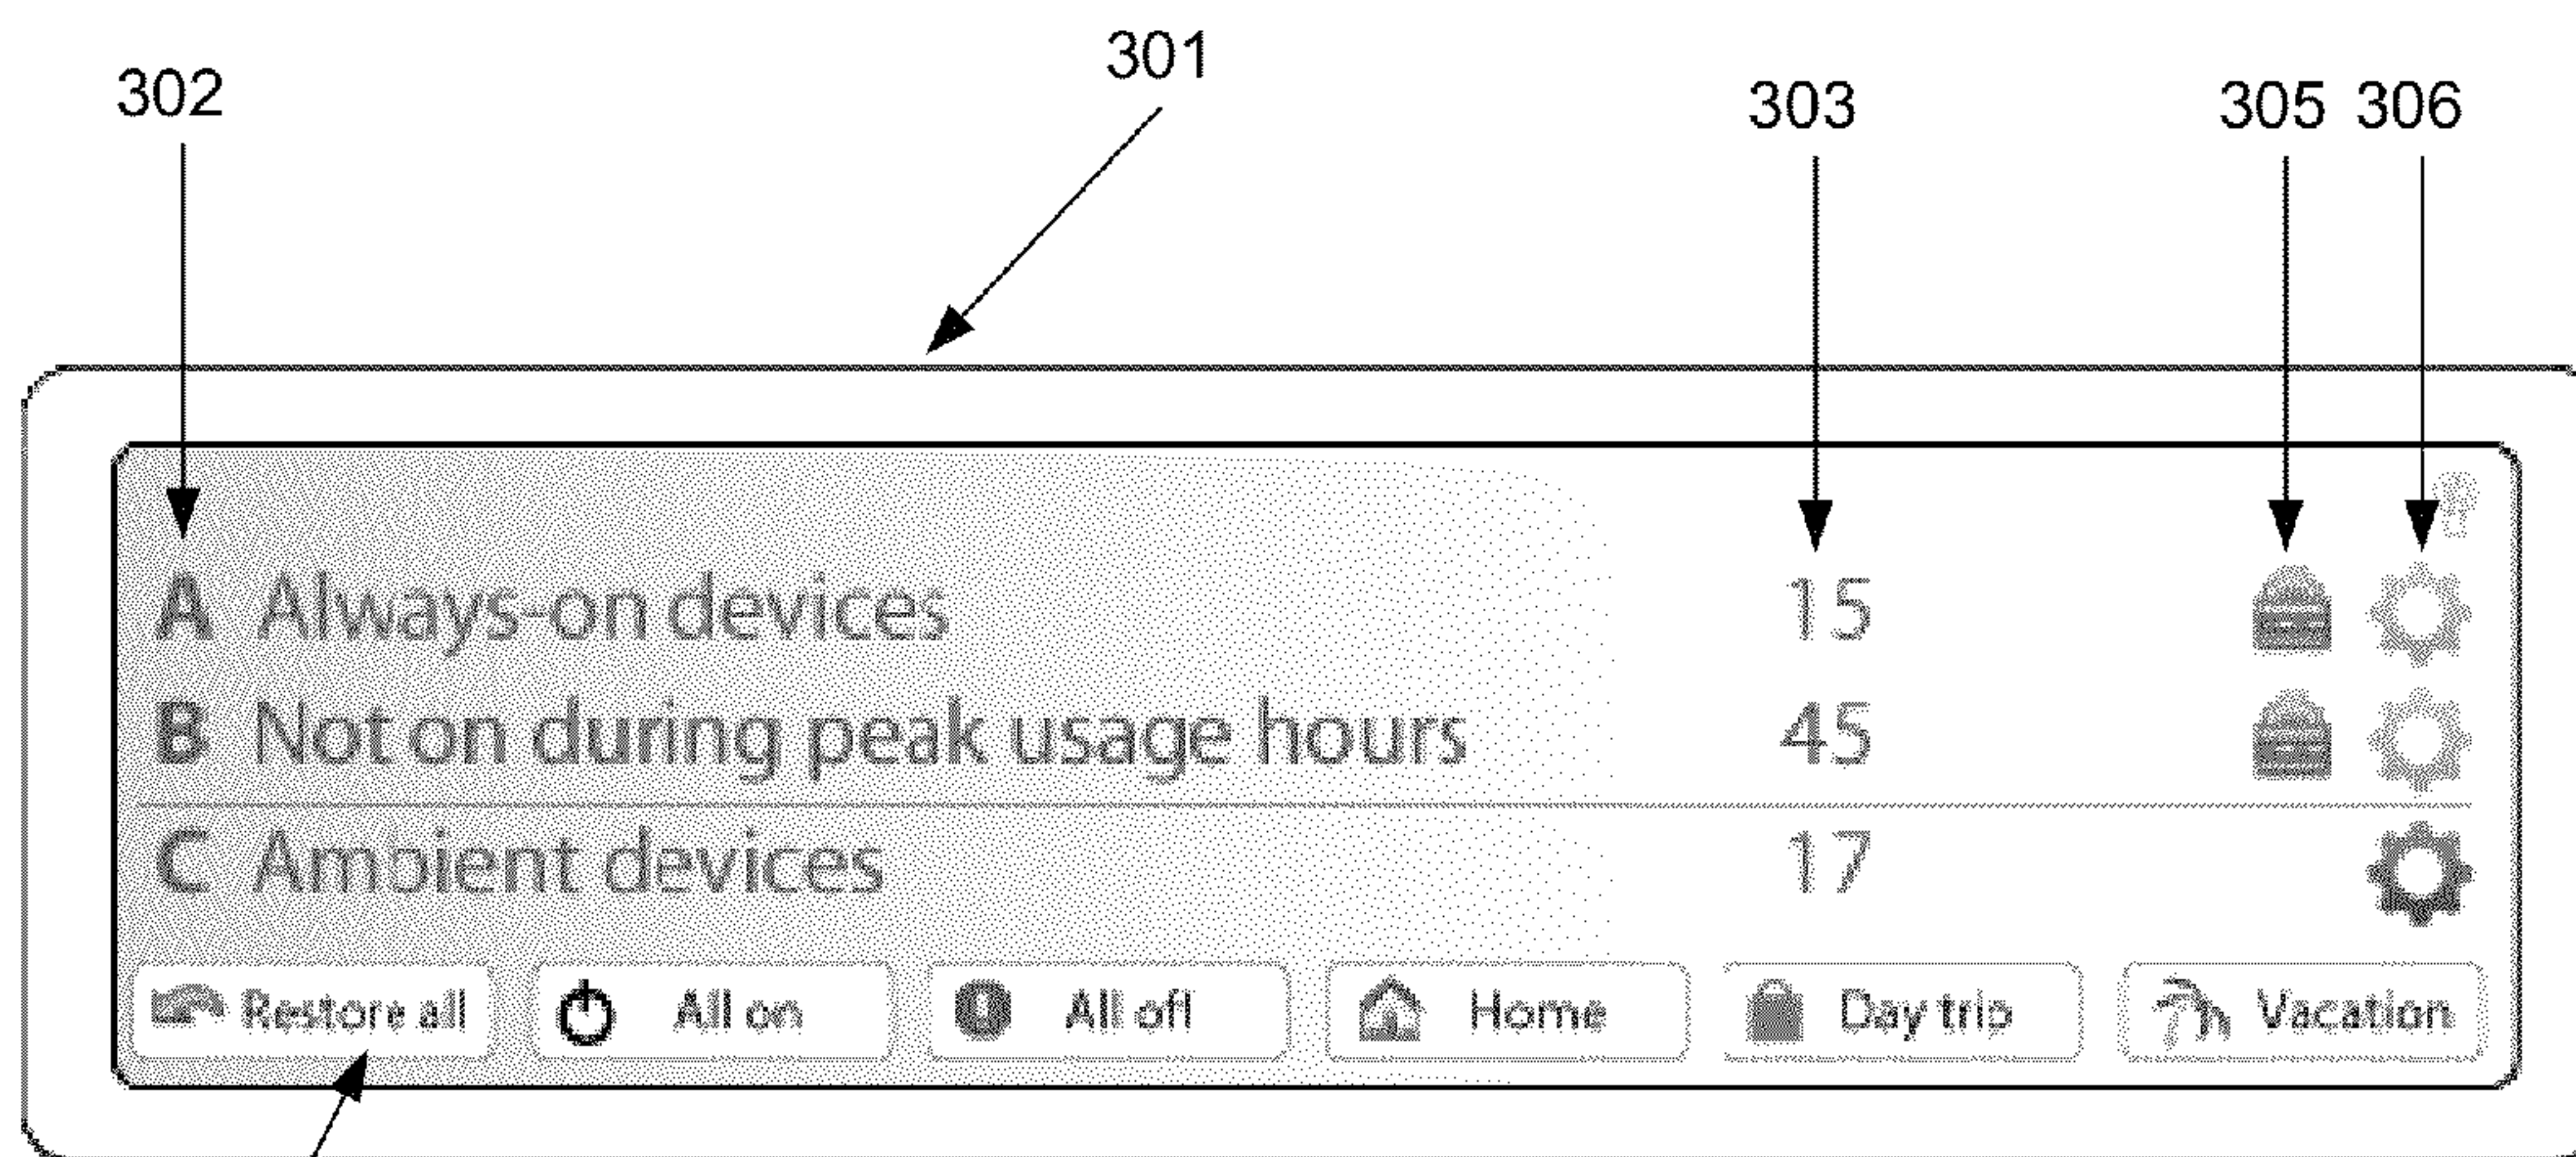 301
302 303 305 306
A Always-on devices 15
B Not on during peak usage hours 45
C Ambient devices 17
Restore all All on All off Home Day trip Vacation